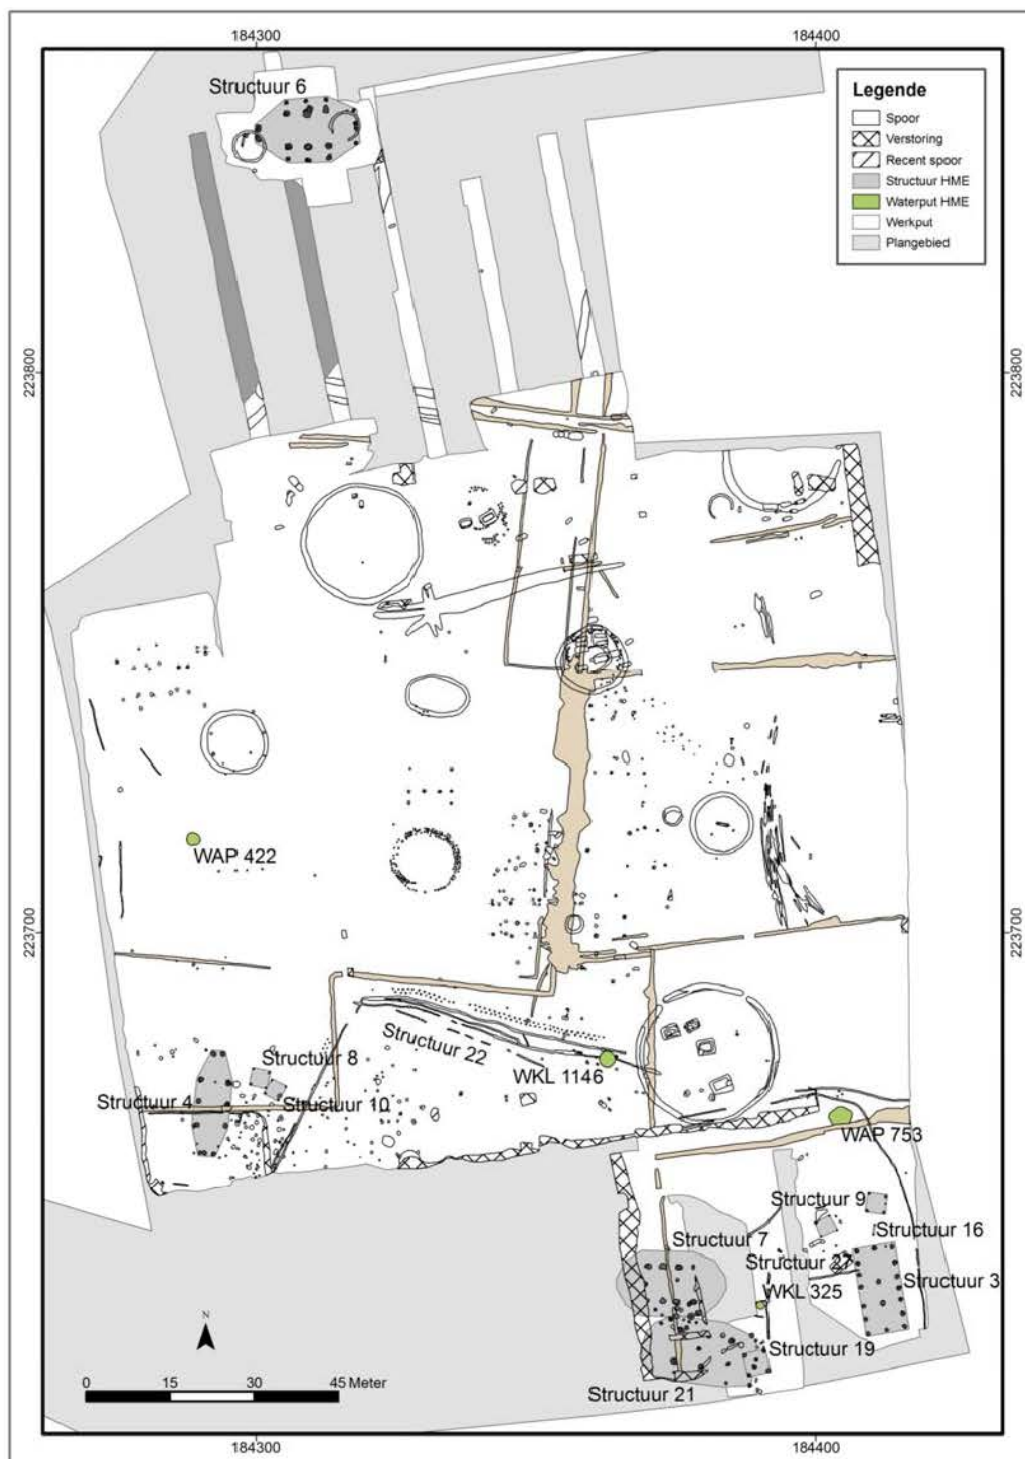 184300
184400
Structuur 6
Legende
Spoor
Verstoring
Recent spoor
Structuur HME
Waterput HME
Werkput
Plangebied
223800
223800
WAP 422
223700
223700
Structuur 22
Structuur 8
WKL 1146
Structuur 4
Structuur 10
WAP 753
Structuur 9
Structuur 16
Structuur 7
Structuur 27
Structuur 3
WKL 325
N
Structuur 19
0 15 30 45 Meter
Structuur 21
184300
184400